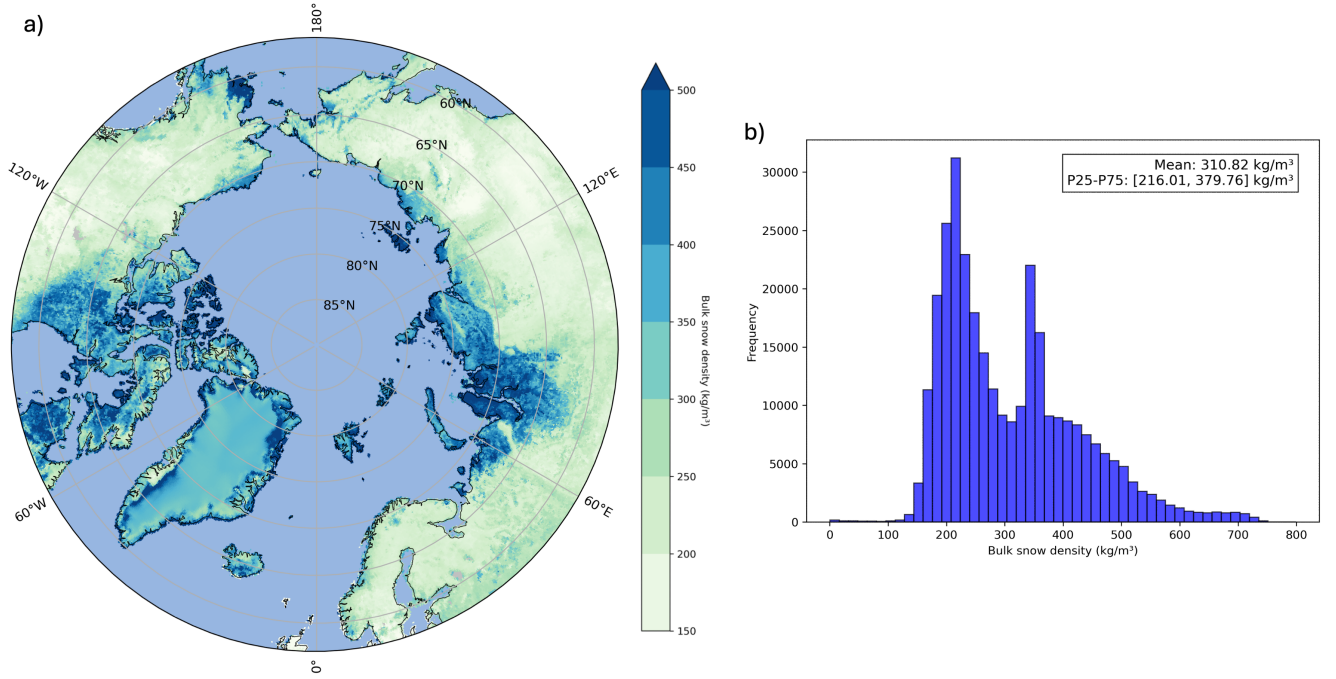 a)
180°
60°N
65°N
120°W
120°E
70°N
75°N
80°N
85°N
60°W
60°E
0°
500
450
400
350
300
250
200
150
Bulk snow density (kg/m³)
b)
Mean: 310.82 kg/m³
P25-P75: [216.01, 379.76] kg/m³
30000
25000
20000
15000
10000
5000
0
Frequency
0 100 200 300 400 500 600 700 800
Bulk snow density (kg/m³)